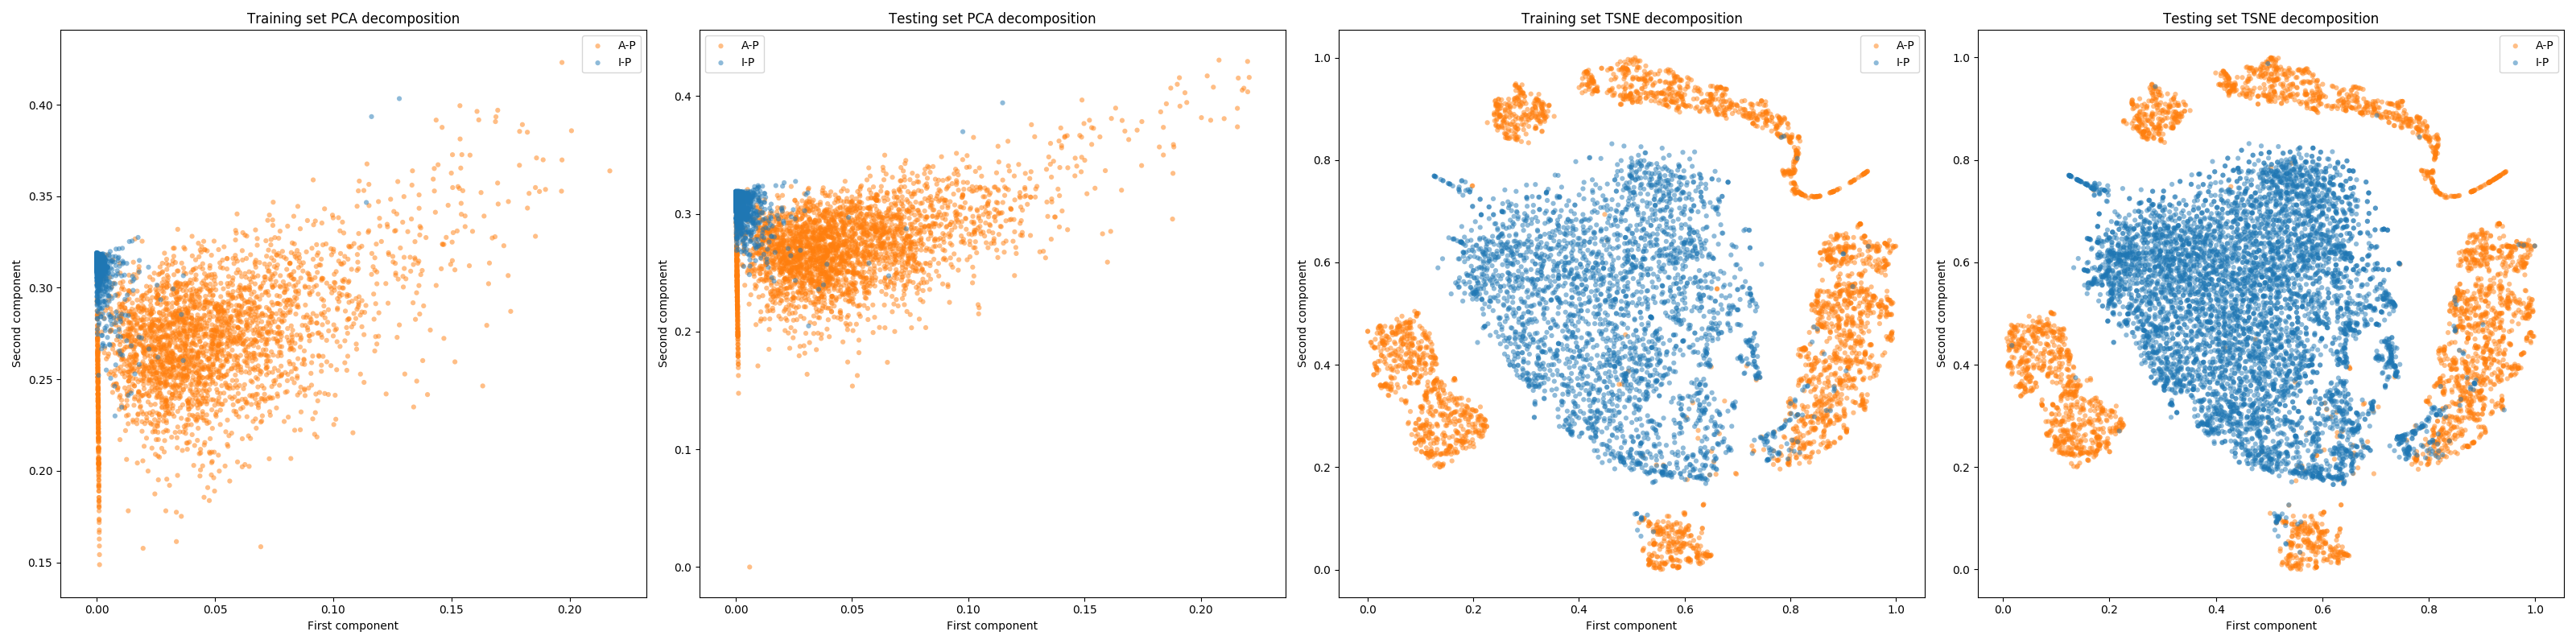 Training set PCA decomposition
A-P
I-P
0.40
0.35
0.30
0.25
0.20
0.15
Second component
0.00
0.05
0.10
0.15
0.20
First component
Testing set PCA decomposition
A-P
I-P
0.4
0.3
0.2
0.1
0.0
Second component
0.00
0.05
0.10
0.15
0.20
First component
Training set TSNE decomposition
A-P
I-P
1.0
0.8
0.6
0.4
0.2
0.0
Second component
0.0
0.2
0.4
0.6
0.8
1.0
First component
Testing set TSNE decomposition
A-P
I-P
1.0
0.8
0.6
0.4
0.2
0.0
Second component
0.0
0.2
0.4
0.6
0.8
1.0
First component